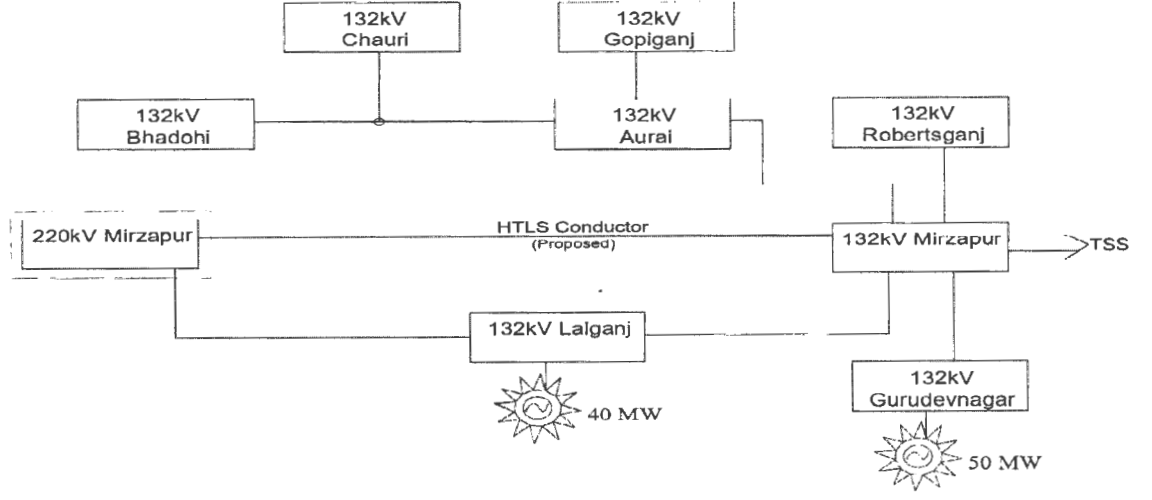 132kV
Chauri
132kV
Gopiganj
132kV
Bhadohi
132kV
Aurai
132kV
Robertsganj
220kV Mirzapur
HTLS Conductor
(Proposed)
132kV Mirzapur
TSS
132kV Lalganj
40 MW
132kV
Gurudevnagar
50 MW